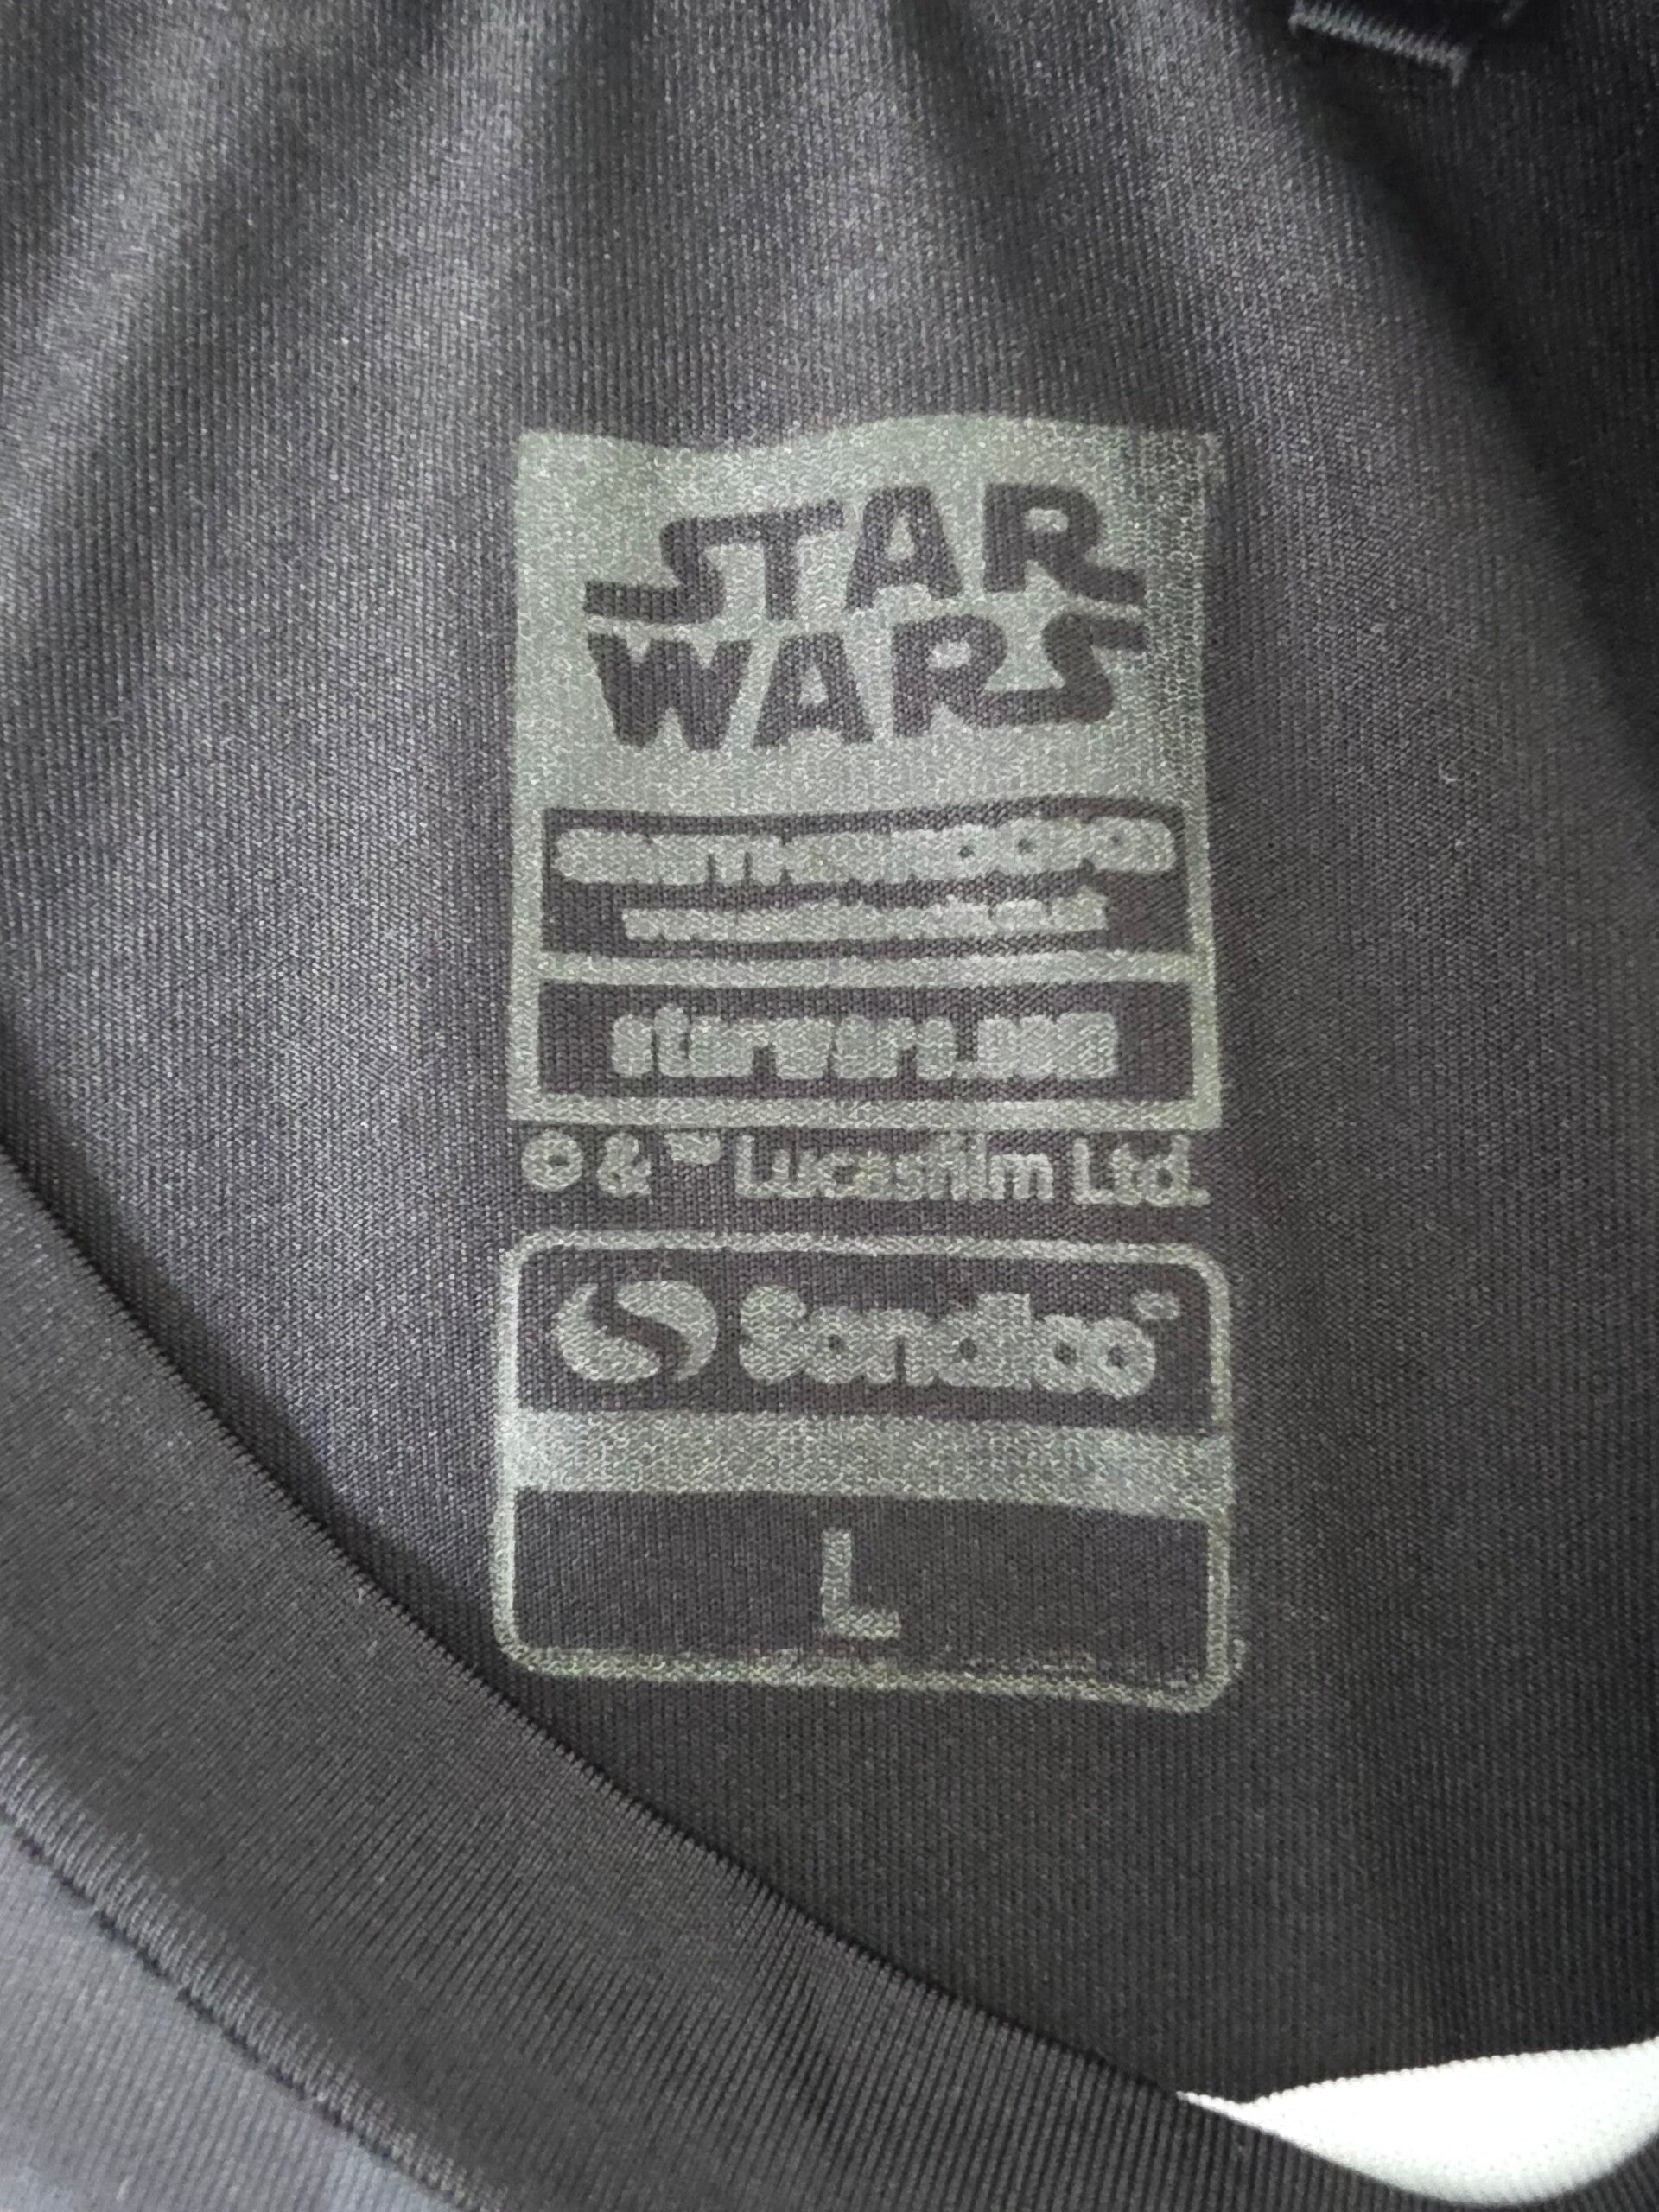 STAR
WARS
starwars.com
© & ™ Lucasfilm Ltd.
Sondico
L